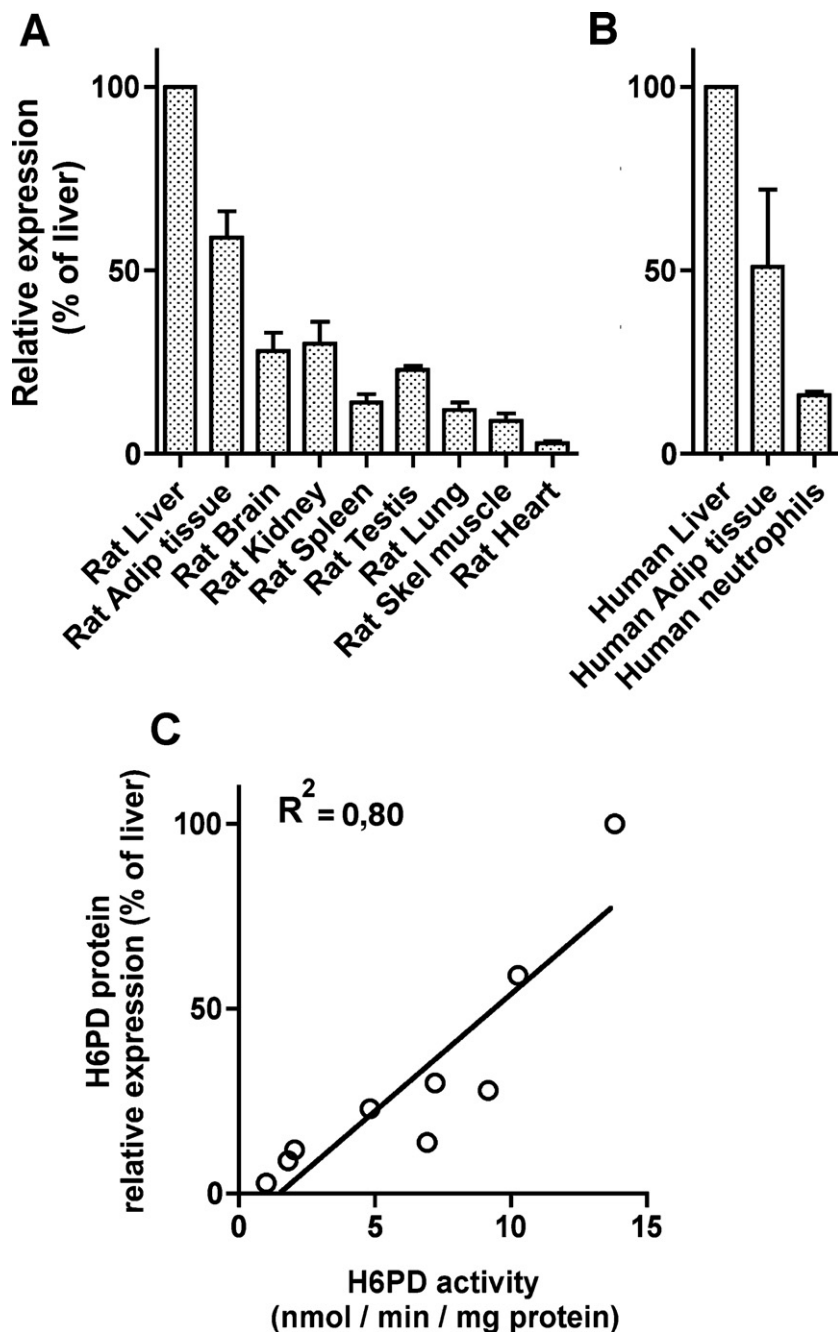 A
B
Relative expression
(% of liver)
100
50
0
100
50
0
Rat Liver
Rat Adip tissue
Rat Brain
Rat Kidney
Rat Spleen
Rat Testis
Rat Lung
Rat Skel muscle
Rat Heart
Human Liver
Human Adip tissue
Human neutrophils
C
H6PD protein
relative expression (% of liver)
R² = 0,80
100
50
0
0 5 10 15
H6PD activity
(nmol / min / mg protein)